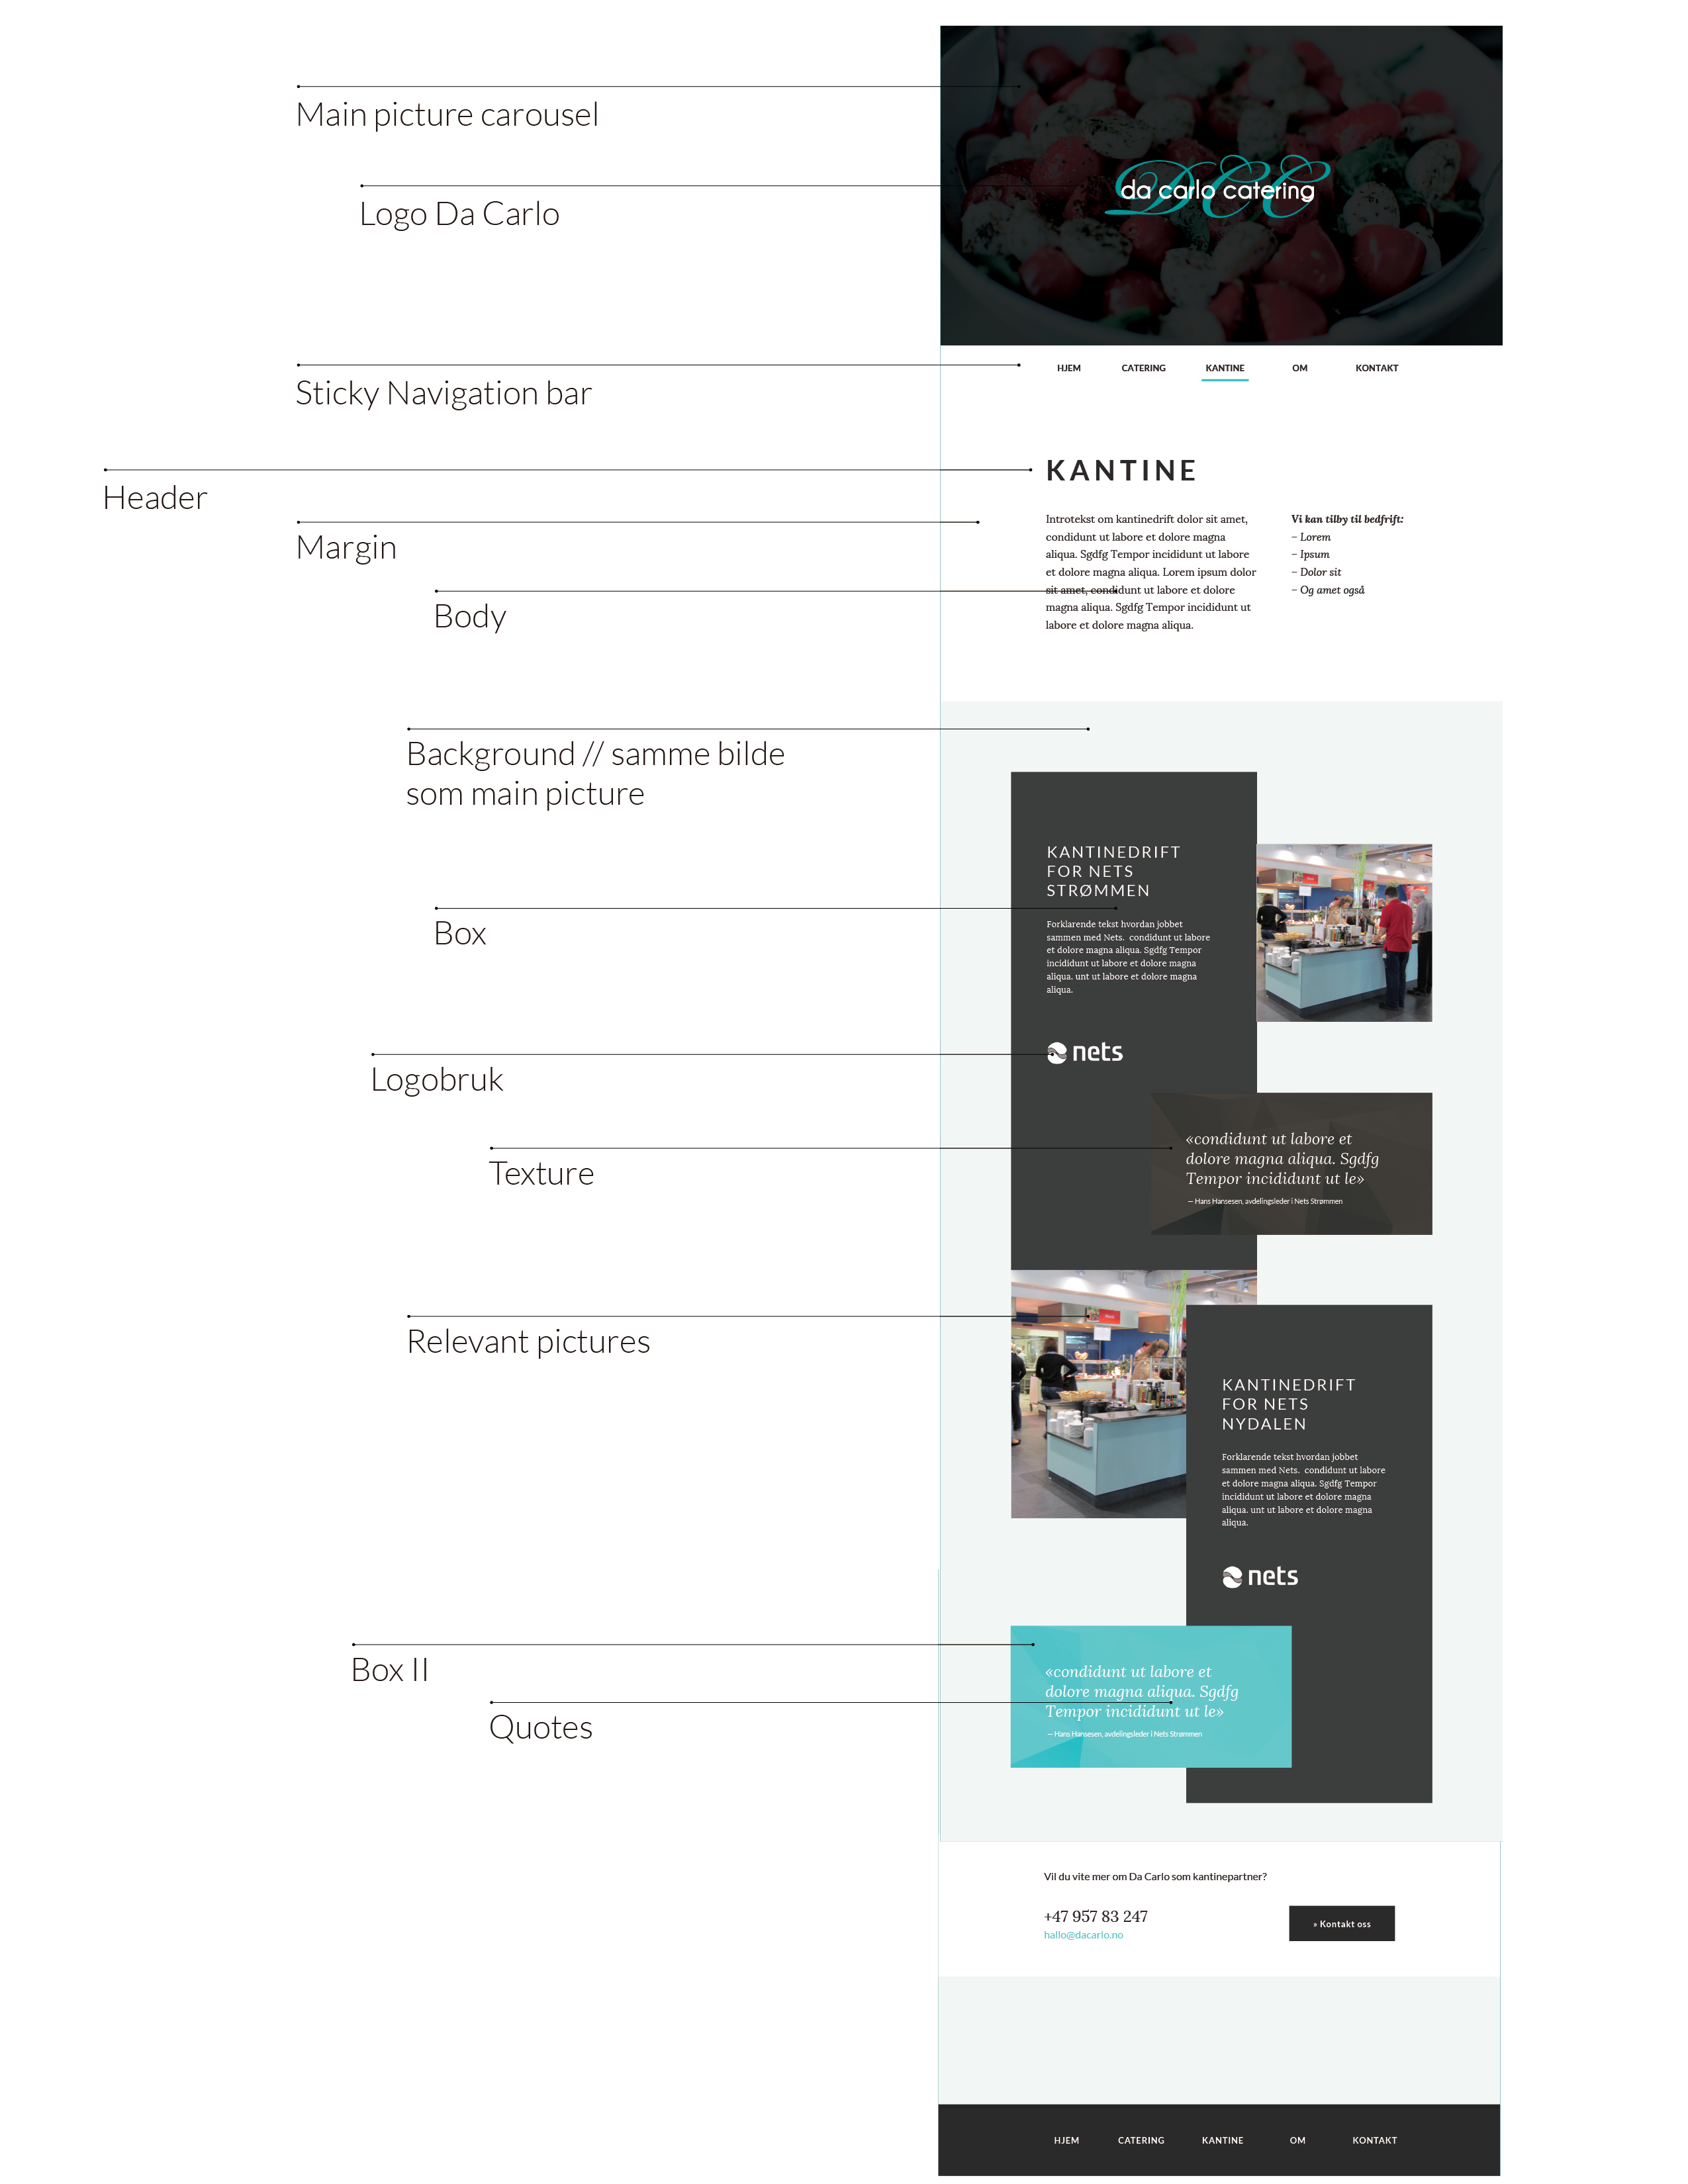 Main picture carousel
Logo Da Carlo
DCC
da carlo catering
Sticky Navigation bar
HJEM CATERING KANTINE OM KONTAKT
Header
KANTINE
Margin
Body
Introtekst om kantinedrift dolor sit amet,
condidunt ut labore et dolore magna
aliqua. Sgdfg Tempor incididunt ut labore
et dolore magna aliqua. Lorem ipsum dolor
sit amet, condidunt ut labore et dolore
magna aliqua. Sgdfg Tempor incididunt ut
labore et dolore magna aliqua.
Vi kan tilby til bedfrift:
– Lorem
– Ipsum
– Dolor sit
– Og amet også
Background // samme bilde
som main picture
Box
KANTINEDRIFT
FOR NETS
STRØMMEN
Forklarende tekst hvordan jobbet
sammen med Nets. condidunt ut labore
et dolore magna aliqua. Sgdfg Tempor
incididunt ut labore et dolore magna
aliqua. unt ut labore et dolore magna
aliqua.
Logobruk
nets
Texture
«condidunt ut labore et
dolore magna aliqua. Sgdfg
Tempor incididunt ut le»
— Hans Hansesen, avdelingsleder i Nets Strømmen
Relevant pictures
KANTINEDRIFT
FOR NETS
NYDALEN
Forklarende tekst hvordan jobbet
sammen med Nets. condidunt ut labore
et dolore magna aliqua. Sgdfg Tempor
incididunt ut labore et dolore magna
aliqua. unt ut labore et dolore magna
aliqua.
nets
Box II
Quotes
«condidunt ut labore et
dolore magna aliqua. Sgdfg
Tempor incididunt ut le»
— Hans Hansesen, avdelingsleder i Nets Strømmen
Vil du vite mer om Da Carlo som kantinepartner?
+47 957 83 247
hallo@dacarlo.no
» Kontakt oss
HJEM CATERING KANTINE OM KONTAKT